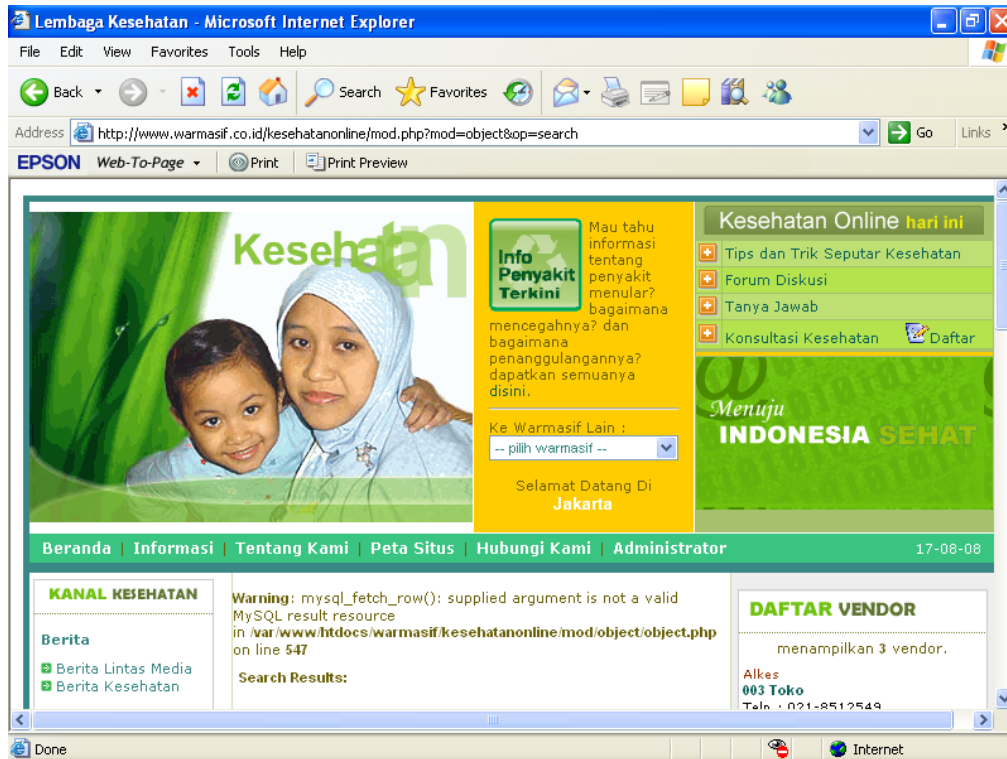 Lembaga Kesehatan - Microsoft Internet Explorer
File Edit View Favorites Tools Help
Back Search Favorites
Address http://www.warmasif.co.id/kesehatanonline/mod.php?mod=object&op=search Go Links
EPSON Web-To-Page Print Print Preview
Kesehatan
Info
Penyakit
Terkini
Mau tahu
informasi
tentang
penyakit
menular?
bagaimana
mencegahnya? dan
bagaimana
penanggulangannya?
dapatkan semuanya
disini.
Ke Warmasif Lain :
-- pilih warmasif --
Selamat Datang Di
Jakarta
Kesehatan Online hari ini
Tips dan Trik Seputar Kesehatan
Forum Diskusi
Tanya Jawab
Konsultasi Kesehatan Daftar
Menuju
INDONESIA SEHAT
Beranda | Informasi | Tentang Kami | Peta Situs | Hubungi Kami | Administrator 17-08-08
KANAL KESEHATAN
Berita
Berita Lintas Media
Berita Kesehatan
Warning: mysql_fetch_row(): supplied argument is not a valid
MySQL result resource
in /var/www/htdocs/warmasif/kesehatanonline/mod/object/object.php
on line 547
Search Results:
DAFTAR VENDOR
menampilkan 3 vendor.
Alkes
003 Toko
Telp : 021-8512549
Done Internet